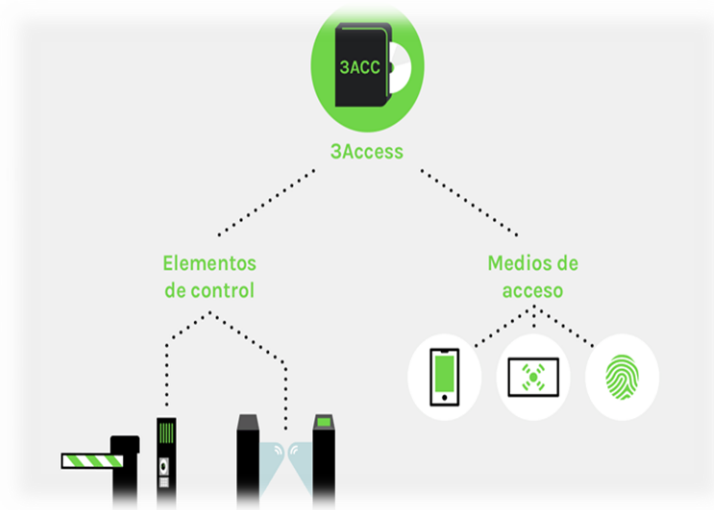 3ACC
3Access
Elementos
de control
Medios de
acceso